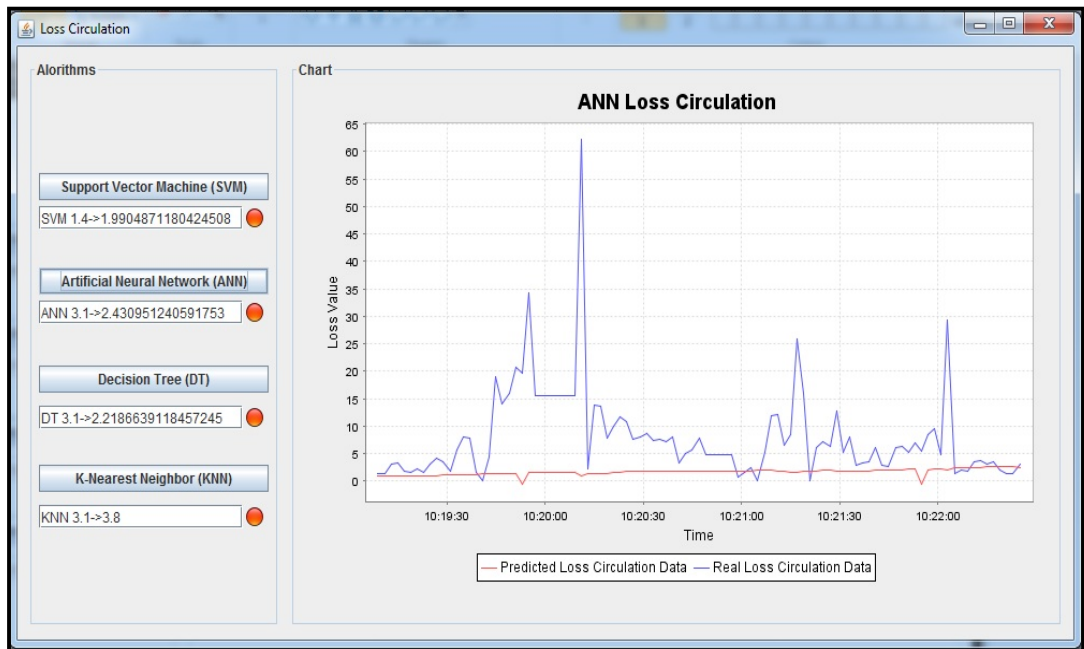 Loss Circulation
Alorithms
Support Vector Machine (SVM)
SVM 1.4->1.9904871180424508
Artificial Neural Network (ANN)
ANN 3.1->2.430951240591753
Decision Tree (DT)
DT 3.1->2.2186639118457245
K-Nearest Neighbor (KNN)
KNN 3.1->3.8
Chart
ANN Loss Circulation
Loss Value
65
60
55
50
45
40
35
30
25
20
15
10
5
0
10:19:30 10:20:00 10:20:30 10:21:00 10:21:30 10:22:00
Time
Predicted Loss Circulation Data Real Loss Circulation Data